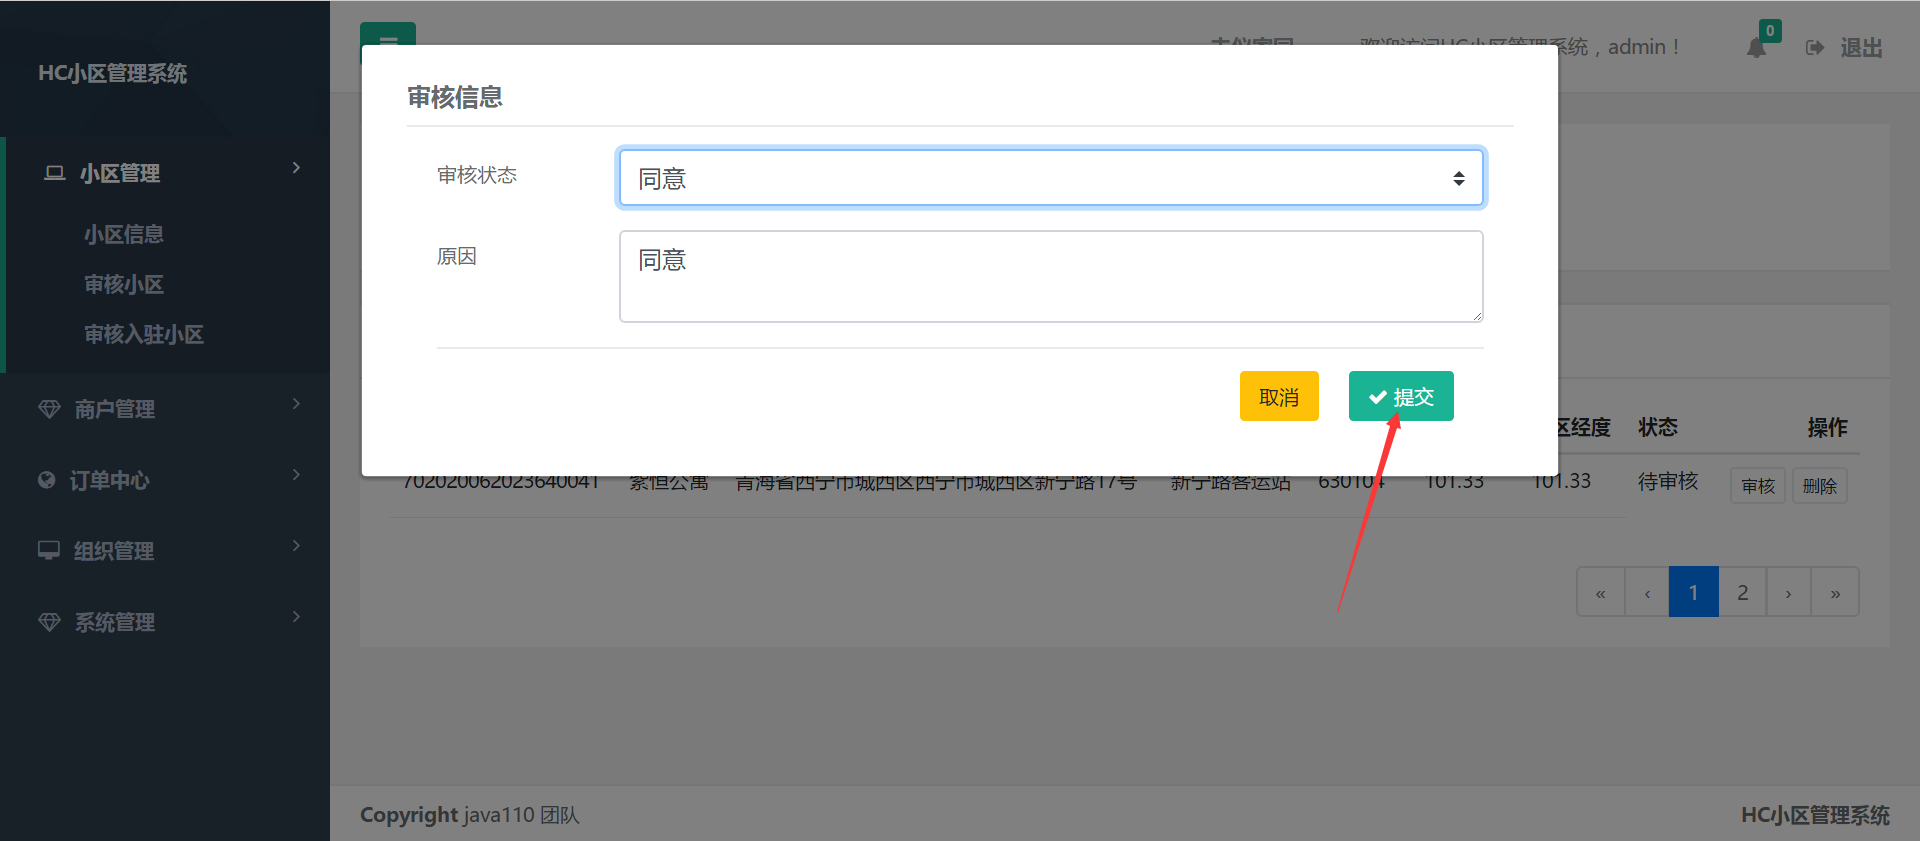 HC小区管理系统
小区管理
小区信息
审核小区
审核入驻小区
商户管理
订单中心
组织管理
系统管理
欢迎访问HC小区管理系统，admin！
0
退出
审核信息
审核状态
同意
原因
同意
取消
提交
区经度
状态
操作
702020062023640041
紫恒公寓
青海省西宁市城西区西宁市城西区新宁路17号
新宁路客运站
630104
101.33
101.33
待审核
审核
删除
«
‹
1
2
›
»
Copyright java110 团队
HC小区管理系统